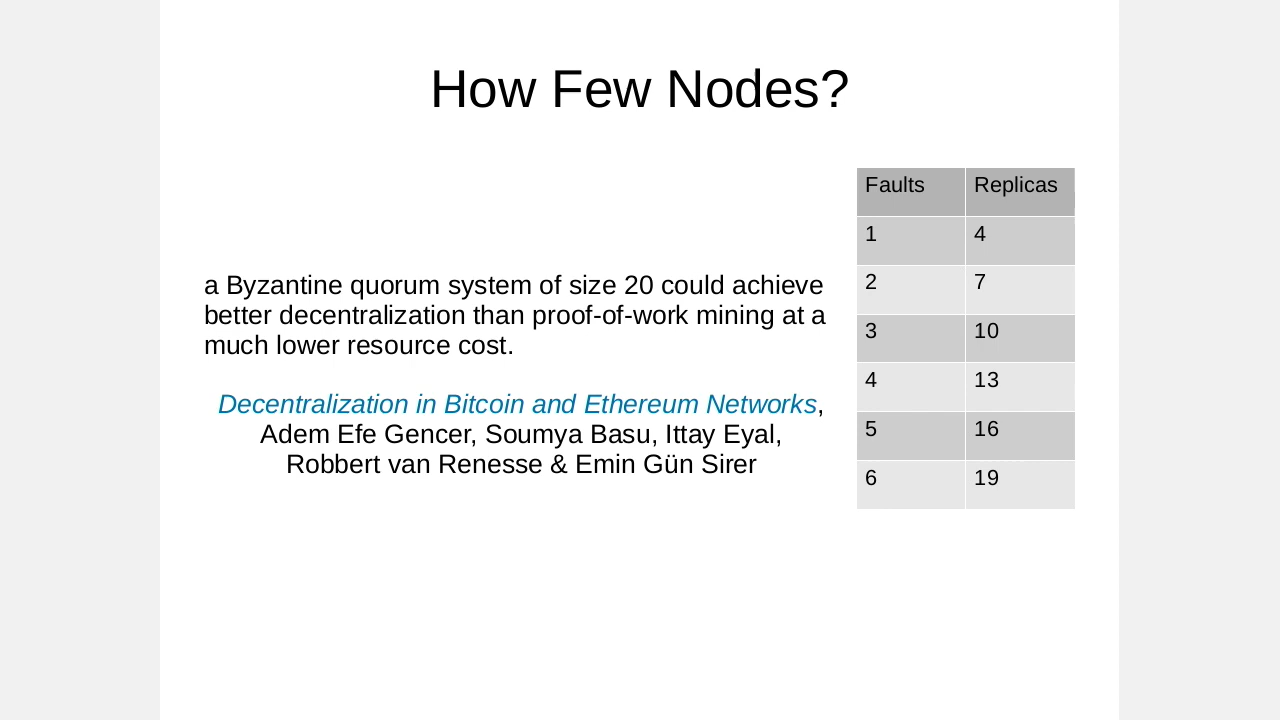 How Few Nodes?
a Byzantine quorum system of size 20 could achieve
better decentralization than proof-of-work mining at a
much lower resource cost.
Decentralization in Bitcoin and Ethereum Networks,
Adem Efe Gencer, Soumya Basu, Ittay Eyal,
Robbert van Renesse & Emin Gün Sirer
Faults Replicas
1 4
2 7
3 10
4 13
5 16
6 19